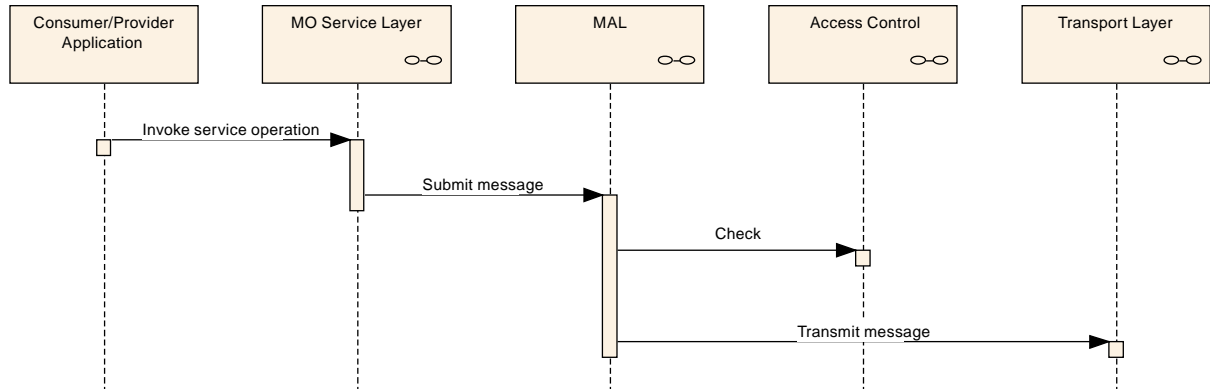 Consumer/Provider
Application
MO Service Layer
MAL
Access Control
Transport Layer
Invoke service operation
Submit message
Check
Transmit message